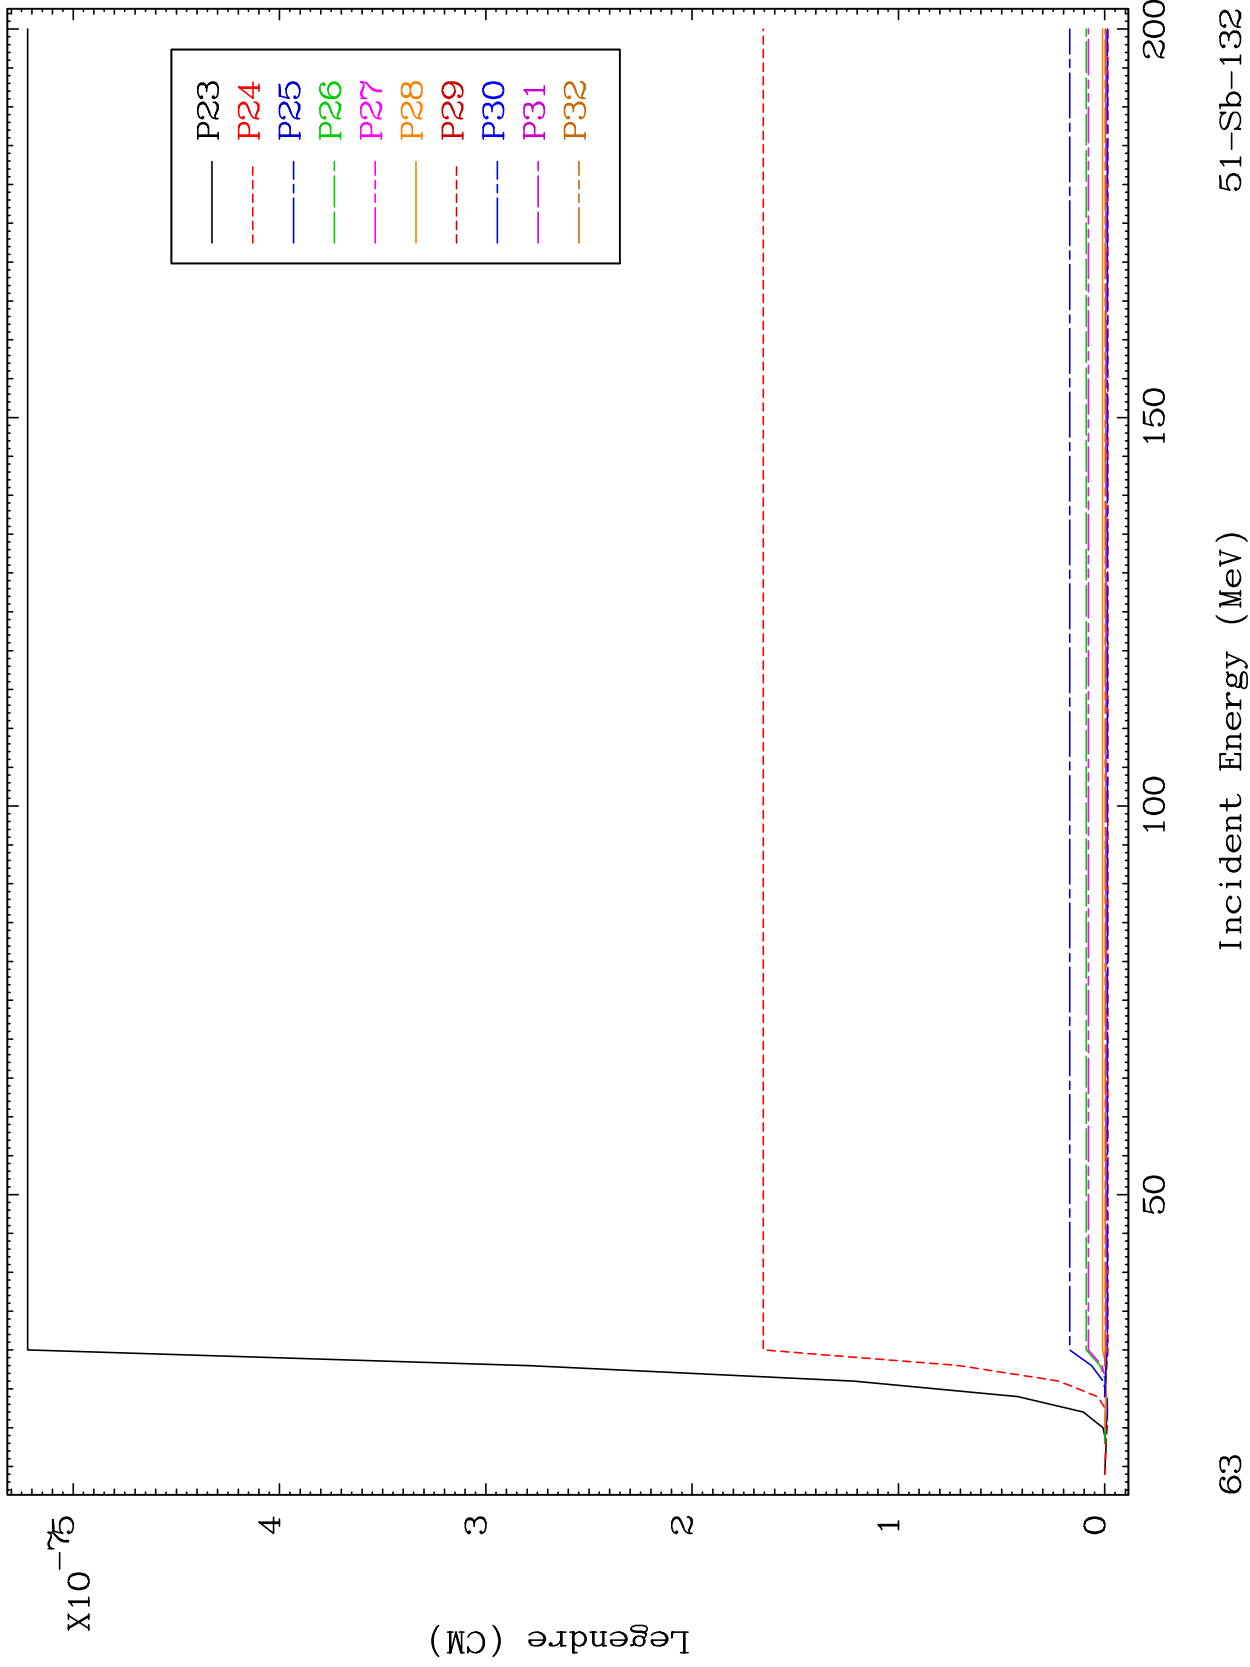 X10⁻⁷
5
4
3
2
1
0
Legendre (CM)
P23
P24
P25
P26
P27
P28
P29
P30
P31
P32
50 100 150 200
63 Incident Energy (MeV) 51-Sb-132